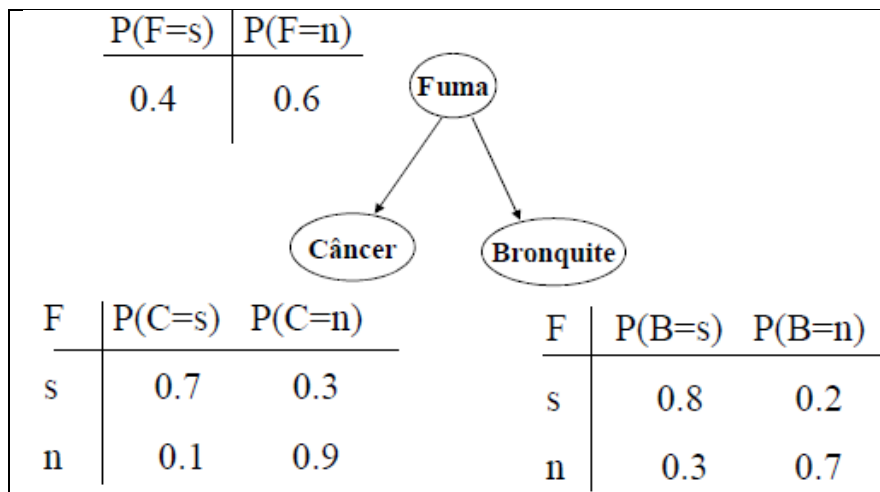 P(F=s) P(F=n)
0.4 0.6
Fuma
Câncer
Bronquite
F P(C=s) P(C=n)
s 0.7 0.3
n 0.1 0.9
F P(B=s) P(B=n)
s 0.8 0.2
n 0.3 0.7